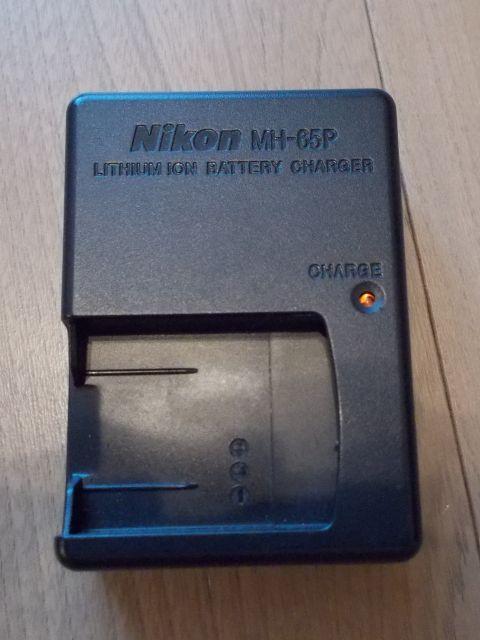 Nikon MH-65P
LITHIUM ION BATTERY CHARGER
CHARGE